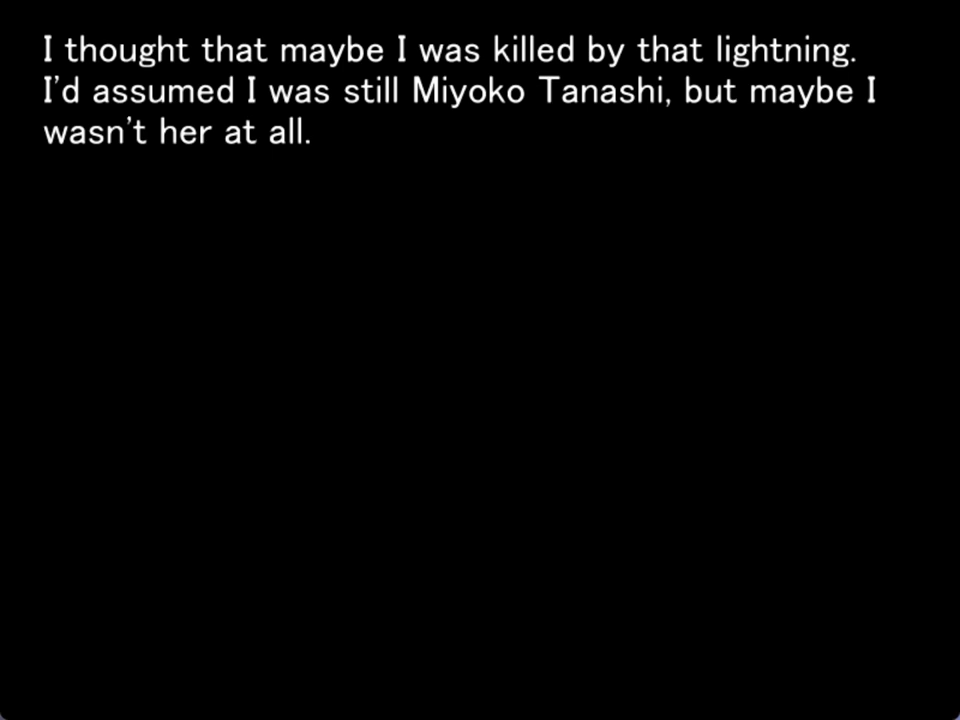 I thought that maybe I was killed by that lightning.
I'd assumed I was still Miyoko Tanashi, but maybe I
wasn't her at all.